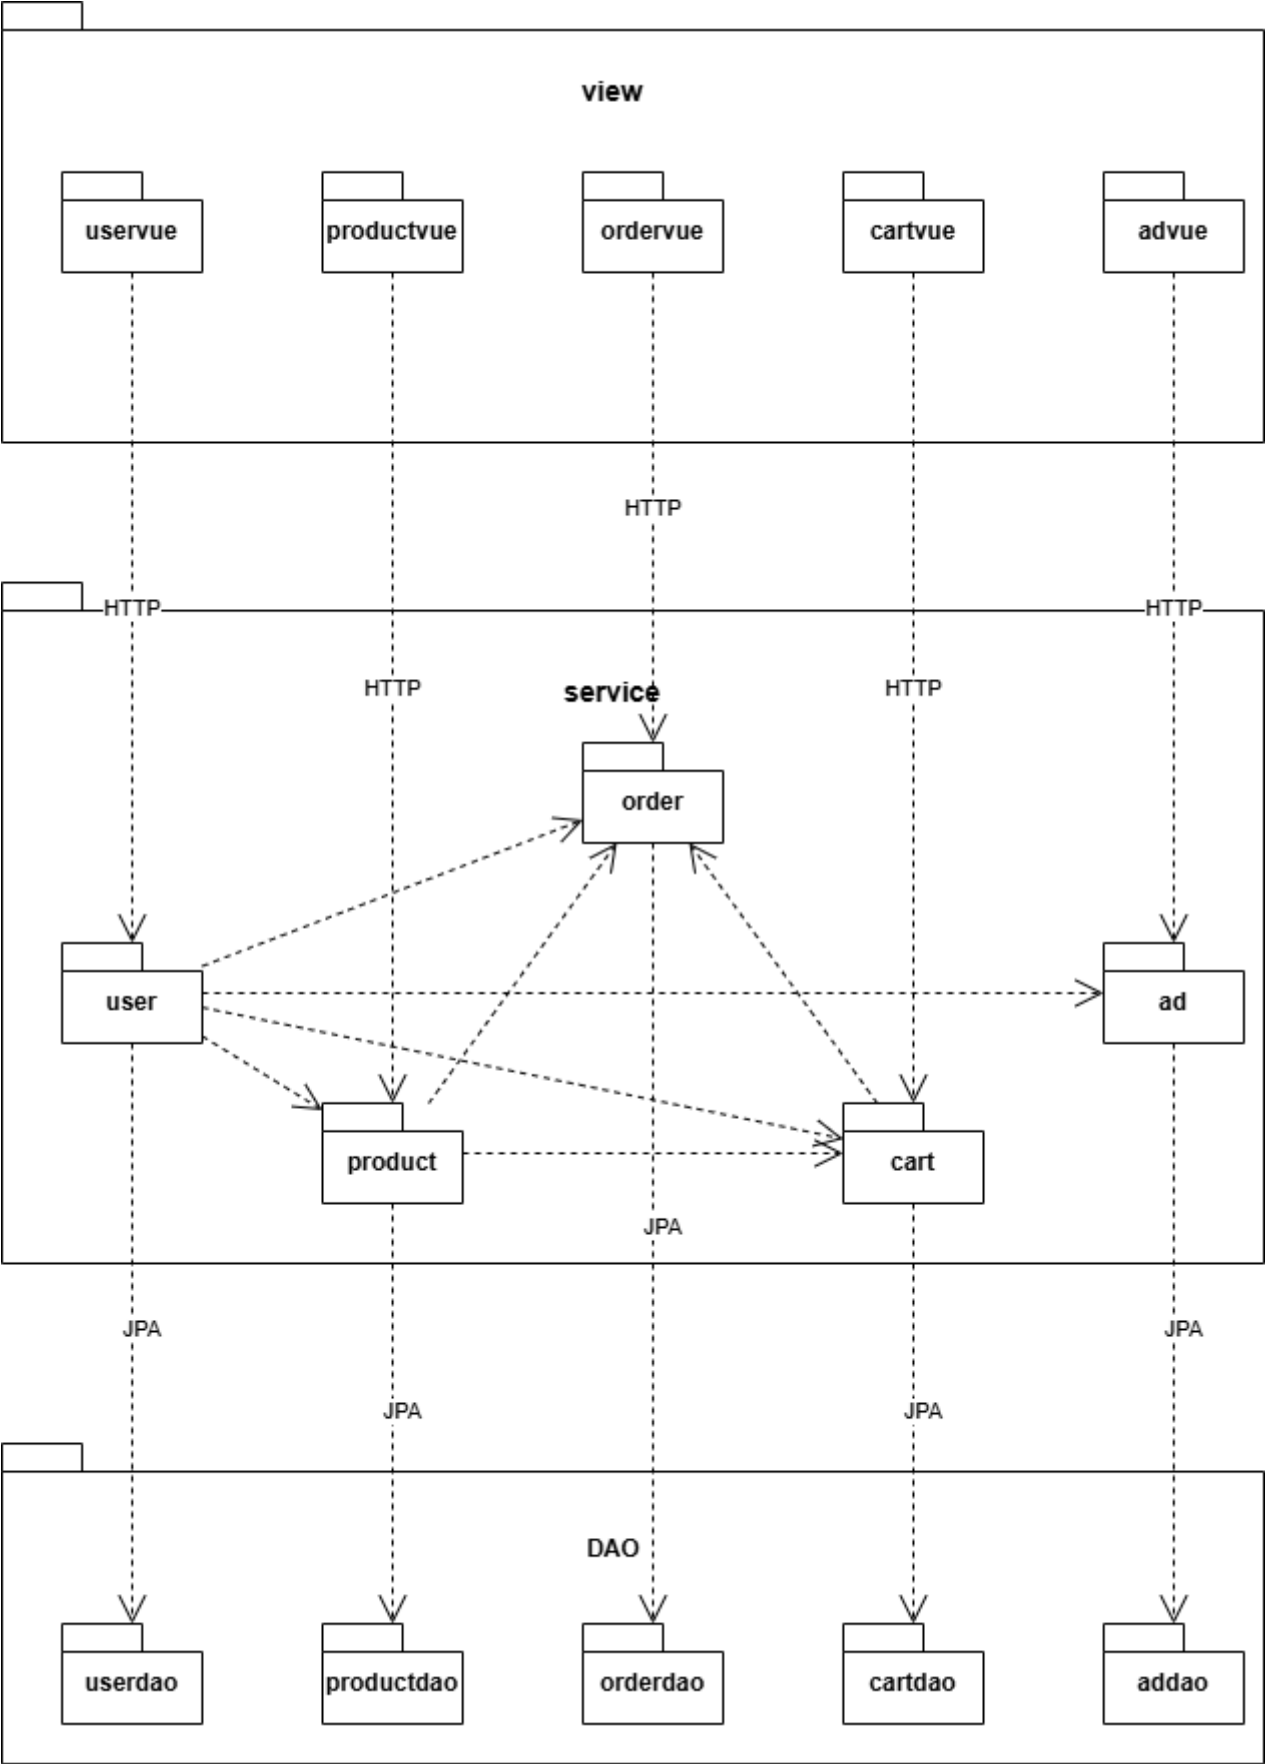 view
uservue
productvue
ordervue
cartvue
advue
HTTP
HTTP
HTTP
HTTP
service
HTTP
order
user
ad
product
cart
JPA
JPA
JPA
JPA
JPA
DAO
userdao
productdao
orderdao
cartdao
addao